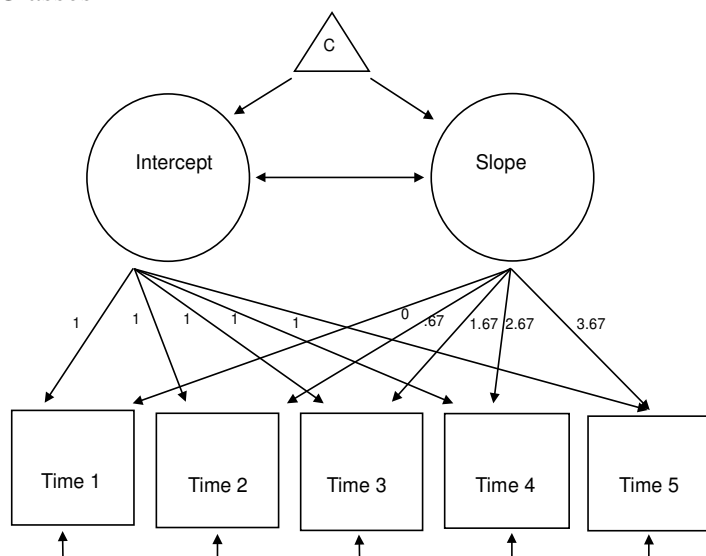 C
Intercept
Slope
1
1
1
1
1
0
.67
1.67
2.67
3.67
Time 1
Time 2
Time 3
Time 4
Time 5